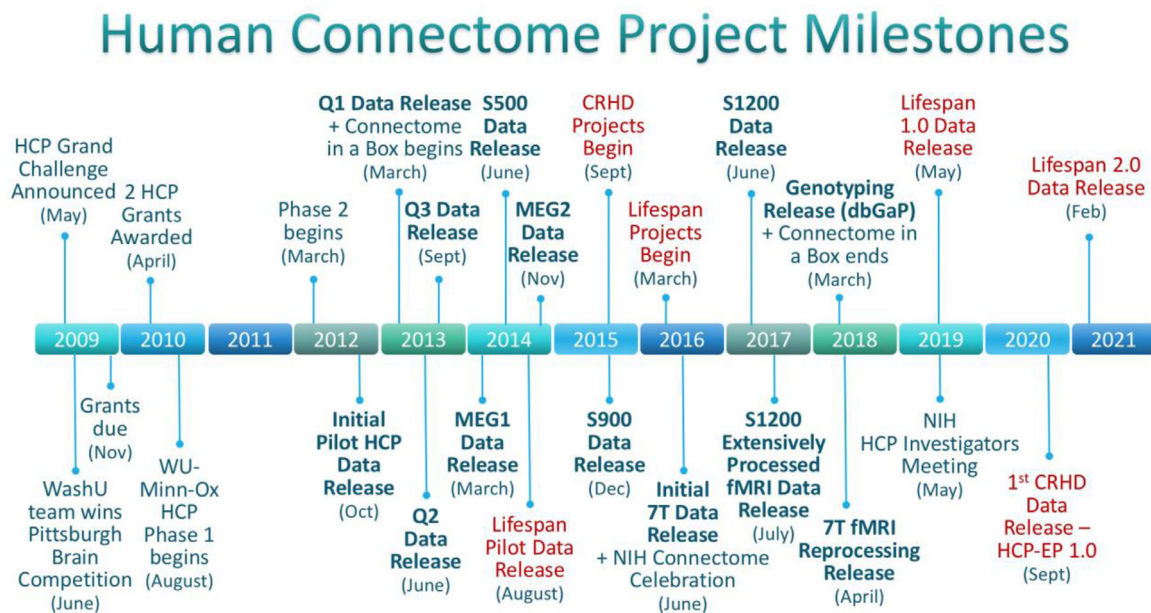 Human Connectome Project Milestones
HCP Grand
Challenge
Announced
(May)
2 HCP
Grants
Awarded
(April)
Phase 2
begins
(March)
Q1 Data Release
+ Connectome
in a Box begins
(March)
Q3 Data
Release
(Sept)
S500
Data
Release
(June)
MEG2
Data
Release
(Nov)
CRHD
Projects
Begin
(Sept)
Lifespan
Projects
Begin
(March)
S1200
Data
Release
(June)
Genotyping
Release (dbGaP)
+ Connectome in
a Box ends
(March)
Lifespan
1.0 Data
Release
(May)
Lifespan 2.0
Data Release
(Feb)
2009 2010 2011 2012 2013 2014 2015 2016 2017 2018 2019 2020 2021
WashU
team wins
Pittsburgh
Brain
Competition
(June)
Grants
due
(Nov)
WU-
Minn-Ox
HCP
Phase 1 begins
(August)
Initial
Pilot HCP
Data
Release
(Oct)
Q2
Data
Release
(June)
MEG1
Data
Release
(March)
Lifespan
Pilot Data
Release
(August)
S900
Data
Release
(Dec)
Initial
7T Data
Release
+ NIH Connectome
Celebration
(June)
S1200
Extensively
Processed
fMRI Data
Release
(July)
7T fMRI
Reprocessing
Release
(April)
NIH
HCP Investigators
Meeting
(May)
1st CRHD
Data
Release –
HCP-EP 1.0
(Sept)